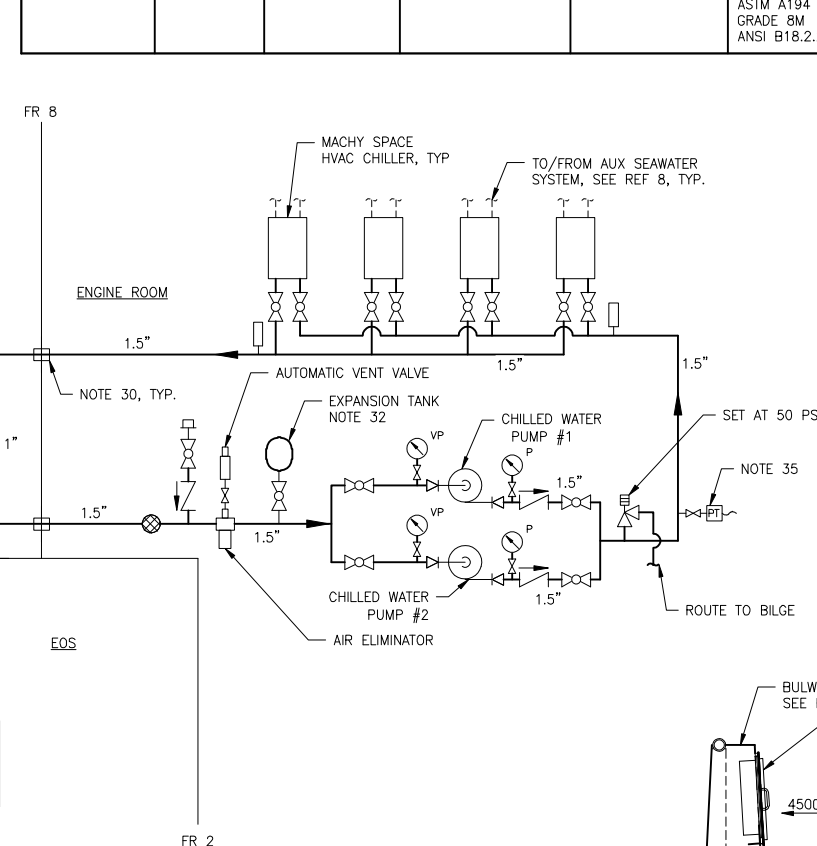 ASTM A194
GRADE 8M
ANSI B18.2.
FR 8
MACHY SPACE
HVAC CHILLER, TYP
TO/FROM AUX SEAWATER
SYSTEM, SEE REF 8, TYP.
ENGINE ROOM
1.5"
1.5"
1.5"
NOTE 30, TYP.
AUTOMATIC VENT VALVE
EXPANSION TANK
NOTE 32
CHILLED WATER
PUMP #1
SET AT 50 PS
1"
VP
P
1.5"
NOTE 35
1.5"
1.5"
VP
P
PT
CHILLED WATER
PUMP #2
1.5"
ROUTE TO BILGE
AIR ELIMINATOR
EOS
BULW
SEE
4500
FR 2